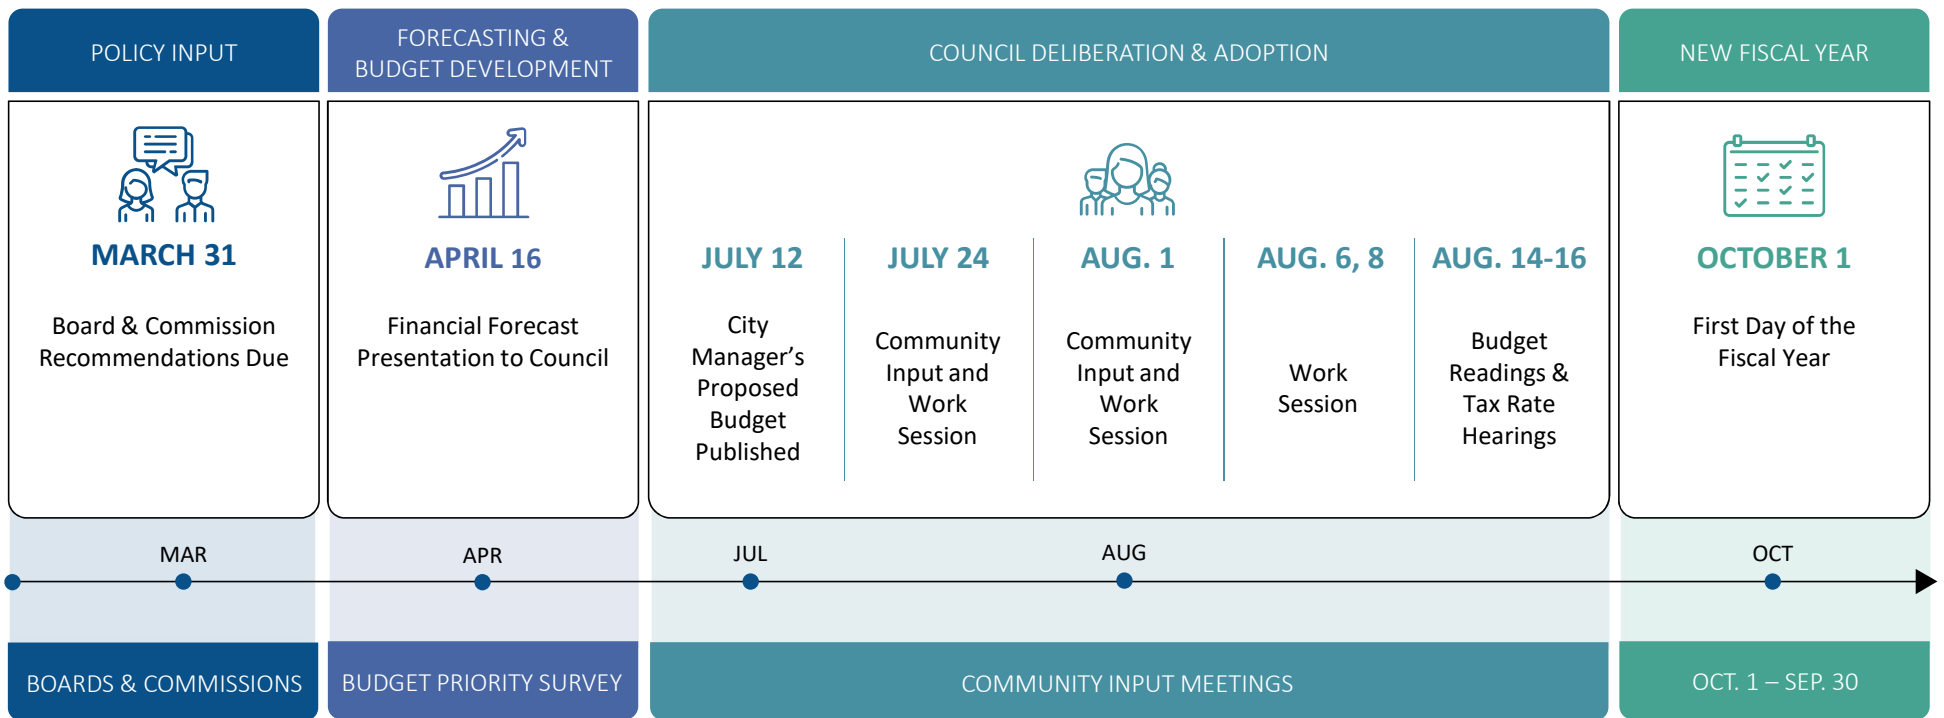 POLICY INPUT
FORECASTING &
BUDGET DEVELOPMENT
COUNCIL DELIBERATION & ADOPTION
NEW FISCAL YEAR
MARCH 31
Board & Commission
Recommendations Due
APRIL 16
Financial Forecast
Presentation to Council
JULY 12
City
Manager’s
Proposed
Budget
Published
JULY 24
Community
Input and
Work
Session
AUG. 1
Community
Input and
Work
Session
AUG. 6, 8
Work
Session
AUG. 14-16
Budget
Readings &
Tax Rate
Hearings
OCTOBER 1
First Day of the
Fiscal Year
MAR
APR
JUL
AUG
OCT
BOARDS & COMMISSIONS
BUDGET PRIORITY SURVEY
COMMUNITY INPUT MEETINGS
OCT. 1 – SEP. 30